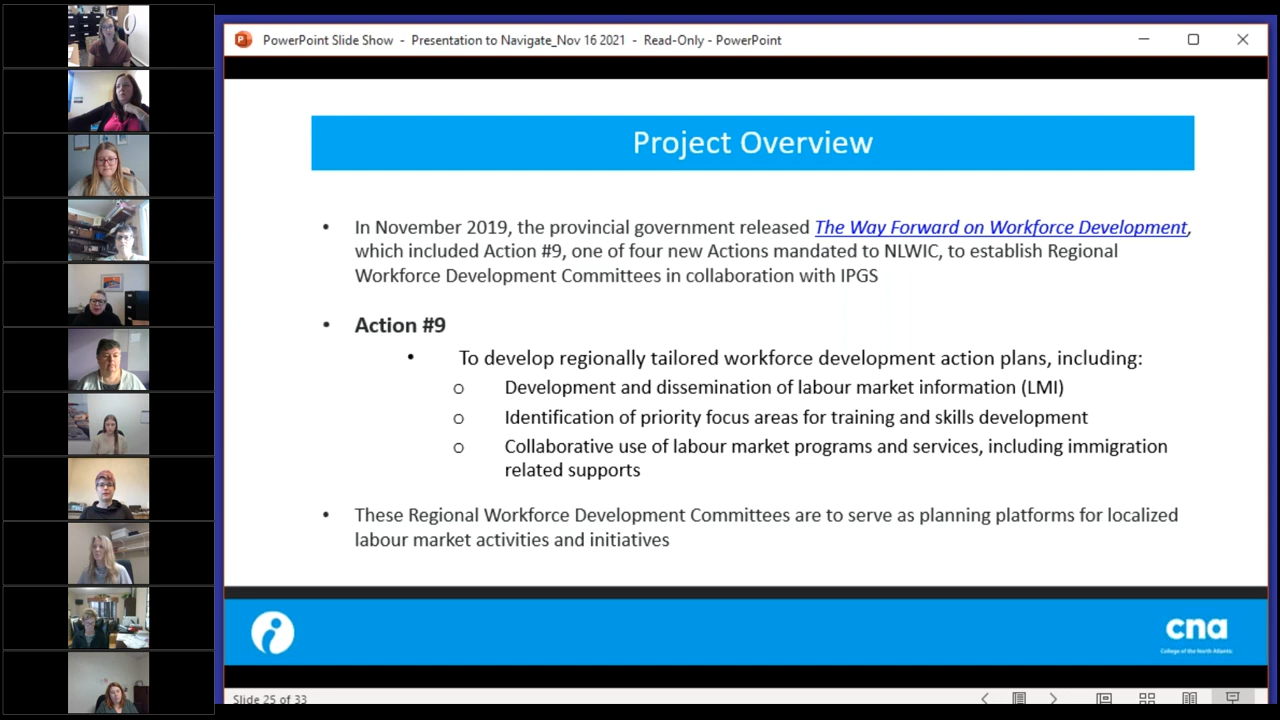 PowerPoint Slide Show - Presentation to Navigate_Nov 16 2021 - Read-Only - PowerPoint
Project Overview
• In November 2019, the provincial government released The Way Forward on Workforce Development,
which included Action #9, one of four new Actions mandated to NLWIC, to establish Regional
Workforce Development Committees in collaboration with IPGS
• Action #9
• To develop regionally tailored workforce development action plans, including:
o Development and dissemination of labour market information (LMI)
o Identification of priority focus areas for training and skills development
o Collaborative use of labour market programs and services, including immigration
related supports
• These Regional Workforce Development Committees are to serve as planning platforms for localized
labour market activities and initiatives
cna
College of the North Atlantic
Slide 25 of 33